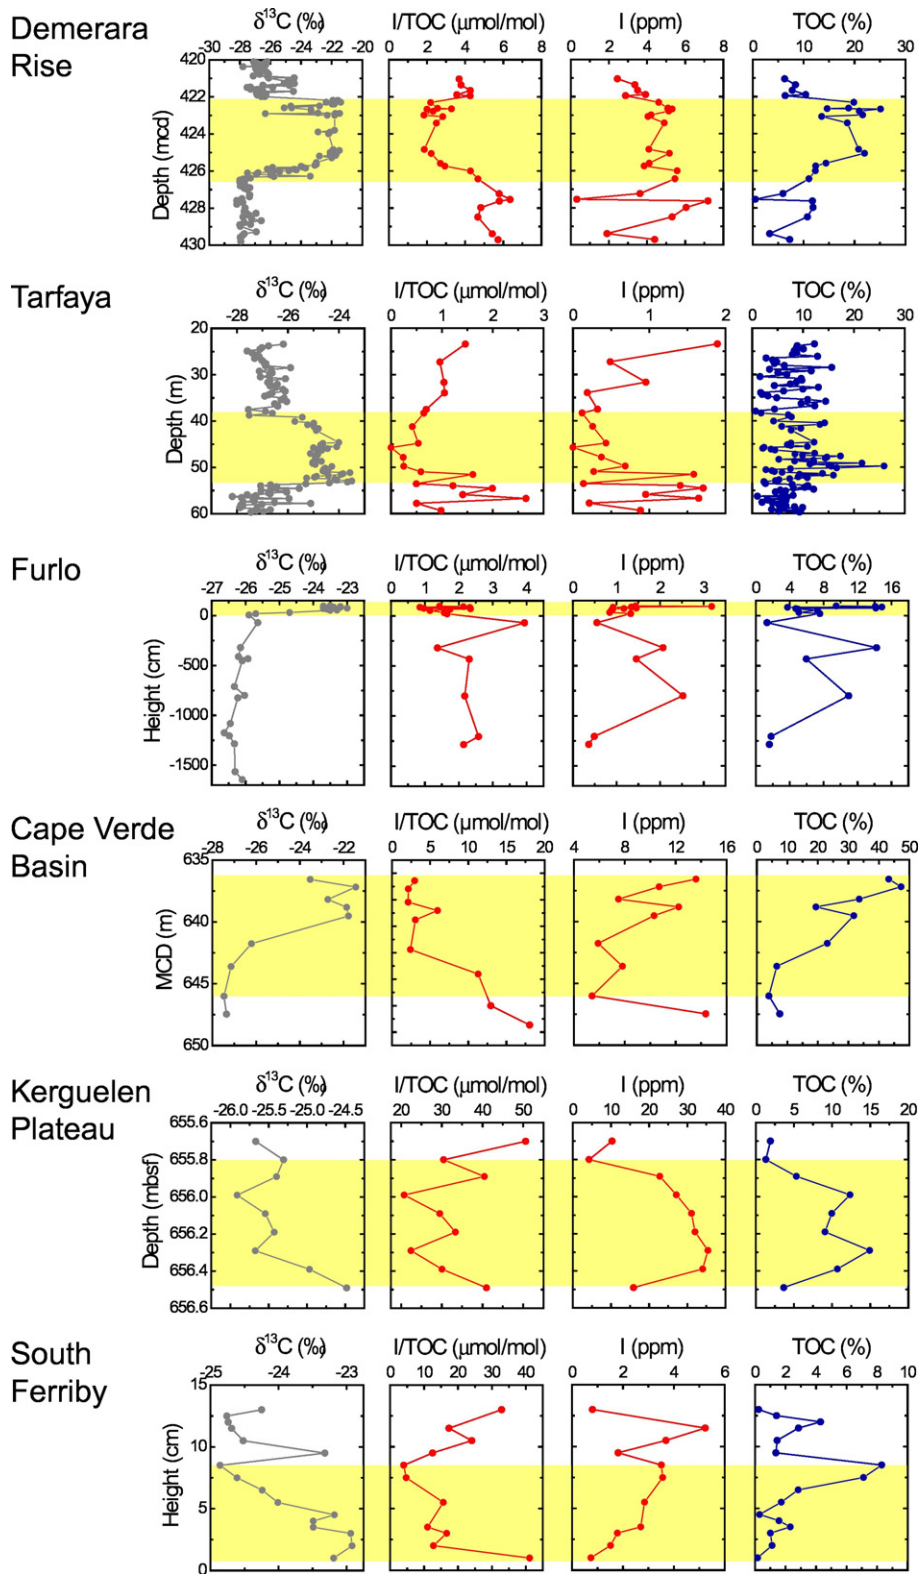 Demerara
Rise
δ¹³C (‰)
I/TOC (μmol/mol)
I (ppm)
TOC (%)
-30 -28 -26 -24 -22 -20
0 2 4 6 8
0 2 4 6 8
0 10 20 30
420
422
424
426
428
430
Depth (mcd)
Tarfaya
δ¹³C (‰)
I/TOC (μmol/mol)
I (ppm)
TOC (%)
-28 -26 -24
0 1 2 3
0 1 2
0 10 20 30
20
30
40
50
60
Depth (m)
Furlo
δ¹³C (‰)
I/TOC (μmol/mol)
I (ppm)
TOC (%)
-27 -26 -25 -24 -23
0 1 2 3 4
0 1 2 3
0 4 8 12 16
0
-500
-1000
-1500
Height (cm)
Cape Verde
Basin
δ¹³C (‰)
I/TOC (μmol/mol)
I (ppm)
TOC (%)
-28 -26 -24 -22
0 5 10 15 20
4 8 12 16
0 10 20 30 40 50
635
640
645
650
MCD (m)
Kerguelen
Plateau
δ¹³C (‰)
I/TOC (μmol/mol)
I (ppm)
TOC (%)
-26.0 -25.5 -25.0 -24.5
20 30 40 50
0 10 20 30 40
0 5 10 15 20
655.6
655.8
656.0
656.2
656.4
656.6
Depth (mbsf)
South
Ferriby
δ¹³C (‰)
I/TOC (μmol/mol)
I (ppm)
TOC (%)
-25 -24 -23
0 10 20 30 40
0 2 4 6
0 2 4 6 8 10
15
10
5
0
Height (cm)